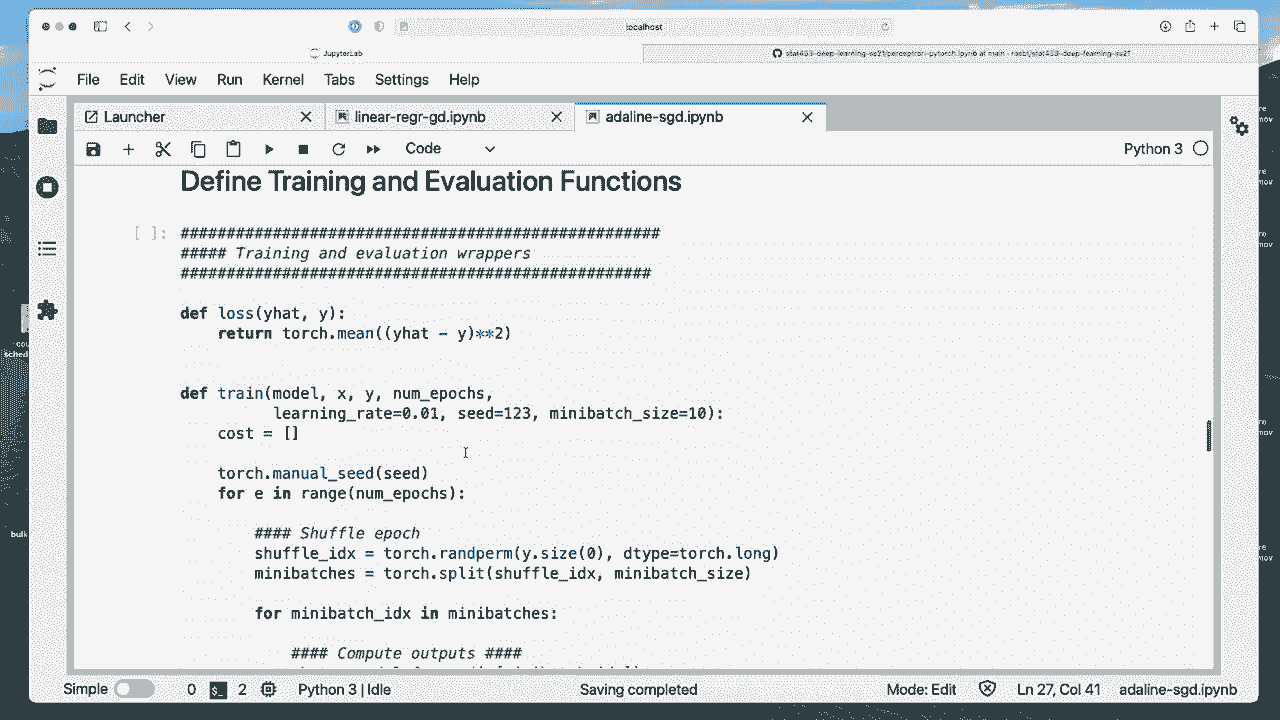 localhost
JupyterLab
stat453-deep-learning-ss21/perceptron-pytorch.ipynb at main · rasbt/stat453-deep-learning-ss21
File Edit View Run Kernel Tabs Settings Help
Launcher
linear-regr-gd.ipynb
adaline-sgd.ipynb
Code
Python 3
Define Training and Evaluation Functions
[ ]:
####################################################
##### Training and evaluation wrappers
###################################################
def loss(yhat, y):
return torch.mean((yhat - y)**2)
def train(model, x, y, num_epochs,
learning_rate=0.01, seed=123, minibatch_size=10):
cost = []
torch.manual_seed(seed)
for e in range(num_epochs):
#### Shuffle epoch
shuffle_idx = torch.randperm(y.size(0), dtype=torch.long)
minibatches = torch.split(shuffle_idx, minibatch_size)
for minibatch_idx in minibatches:
#### Compute outputs ####
Simple 0 2 Python 3 | Idle Saving completed Mode: Edit Ln 27, Col 41 adaline-sgd.ipynb